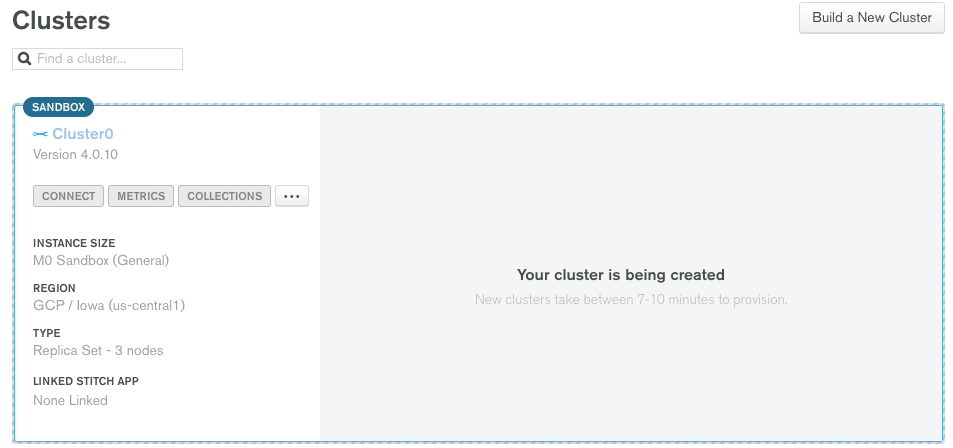 Clusters
Build a New Cluster
Find a cluster...
SANDBOX
Cluster0
Version 4.0.10
CONNECT METRICS COLLECTIONS ...
INSTANCE SIZE
M0 Sandbox (General)
REGION
GCP / Iowa (us-central1)
TYPE
Replica Set - 3 nodes
LINKED STITCH APP
None Linked
Your cluster is being created
New clusters take between 7-10 minutes to provision.